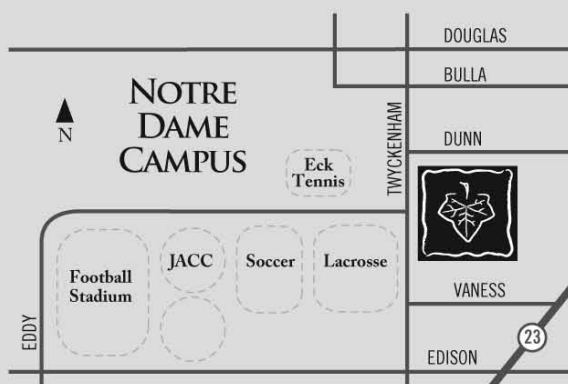 DOUGLAS
BULLA
NOTRE
DAME
CAMPUS
N
TWYCKENHAM
DUNN
Eck
Tennis
Football
Stadium
JACC
Soccer
Lacrosse
VANESS
EDDY
23
EDISON